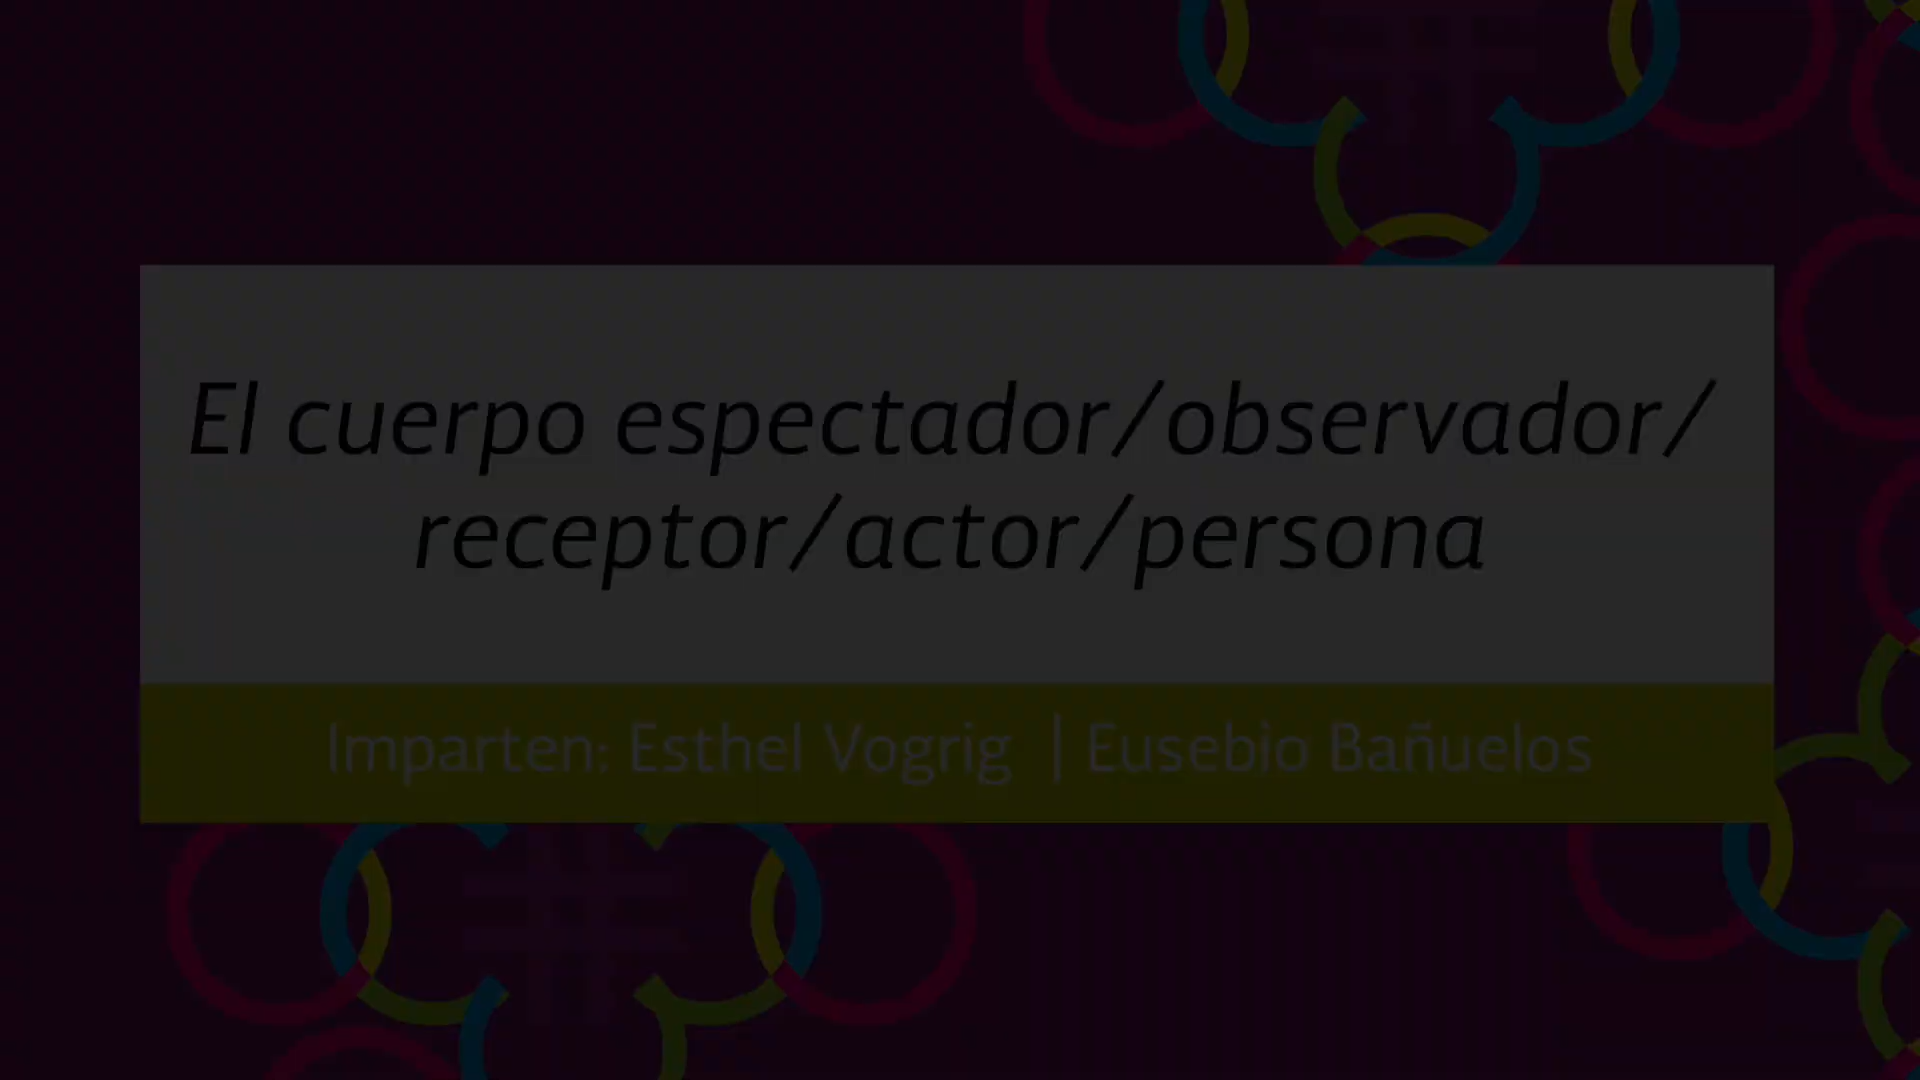 El cuerpo espectador/observador/
receptor/actor/persona
Imparten: Esthel Vogrig | Eusebio Bañuelos